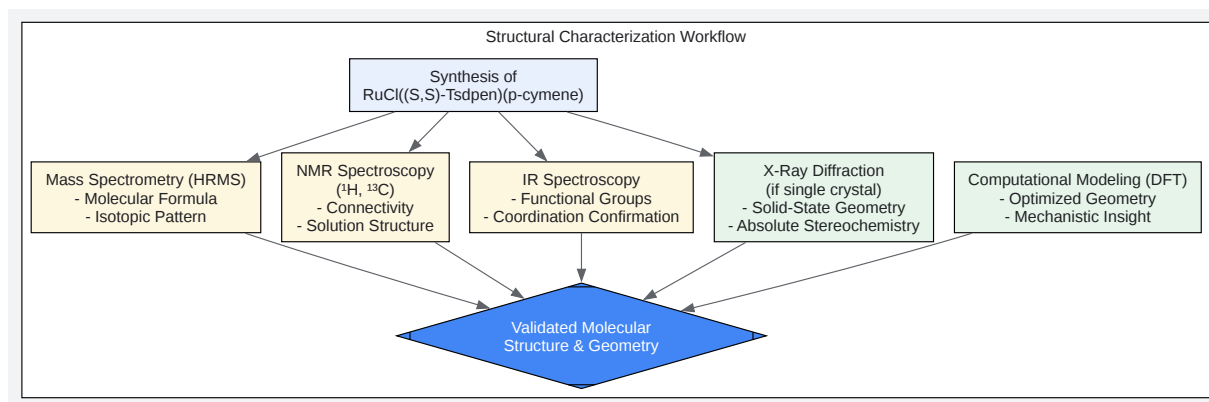 Structural Characterization Workflow
Synthesis of
RuCl((S,S)-Tsdpen)(p-cymene)
Mass Spectrometry (HRMS)
- Molecular Formula
- Isotopic Pattern
NMR Spectroscopy
(¹H, ¹³C)
- Connectivity
- Solution Structure
IR Spectroscopy
- Functional Groups
- Coordination Confirmation
X-Ray Diffraction
(if single crystal)
- Solid-State Geometry
- Absolute Stereochemistry
Computational Modeling (DFT)
- Optimized Geometry
- Mechanistic Insight
Validated Molecular
Structure & Geometry